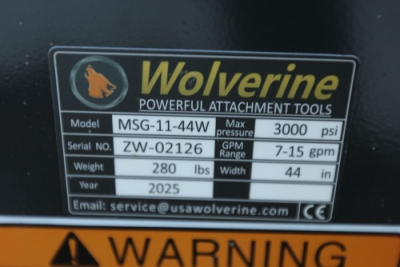 Wolverine
POWERFUL ATTACHMENT TOOLS
Model MSG-11-44W Max pressure 3000 psi
Serial NO. ZW-02126 GPM Range 7-15 gpm
Weight 280 lbs Width 44 in
Year 2025
Email: service@usawolverine.com CE
WARNING